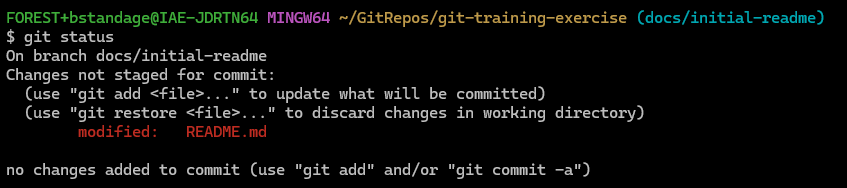 FOREST+bstandage@IAE-JDRTN64 MINGW64 ~/GitRepos/git-training-exercise (docs/initial-readme)
$ git status
On branch docs/initial-readme
Changes not staged for commit:
  (use "git add <file>..." to update what will be committed)
  (use "git restore <file>..." to discard changes in working directory)
        modified:   README.md

no changes added to commit (use "git add" and/or "git commit -a")